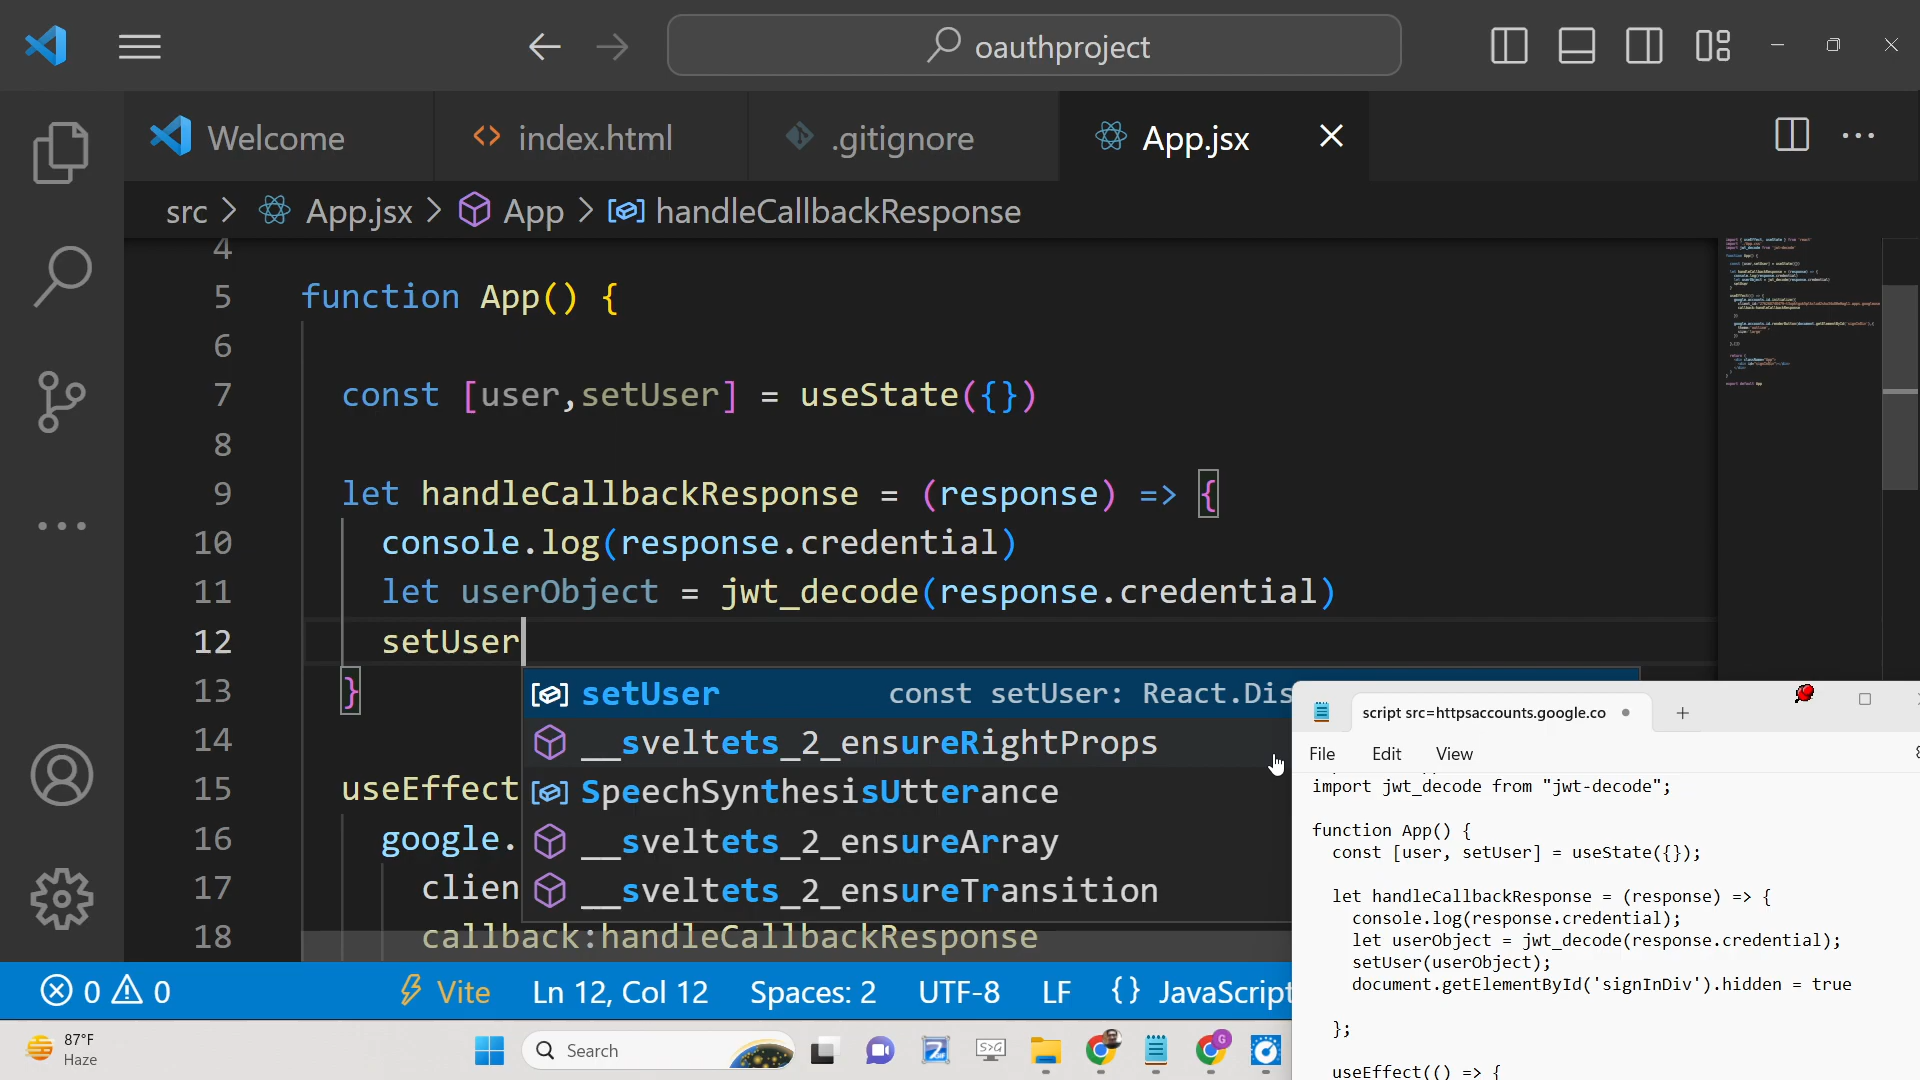 oauthproject
Welcome
index.html
.gitignore
App.jsx
src > App.jsx > App > handleCallbackResponse
4
5 function App() {
6
7 const [user,setUser] = useState({})
8
9 let handleCallbackResponse = (response) => {
10 console.log(response.credential)
11 let userObject = jwt_decode(response.credential)
12 setUser
13 }
14
15 useEffect
16 google.
17 clien
18 callback:handleCallbackResponse
setUser const setUser: React.Dis
__sveltets_2_ensureRightProps
SpeechSynthesisUtterance
__sveltets_2_ensureArray
__sveltets_2_ensureTransition
script src=httpsaccounts.google.co
File Edit View
import jwt_decode from "jwt-decode";
function App() {
const [user, setUser] = useState({});
let handleCallbackResponse = (response) => {
console.log(response.credential);
let userObject = jwt_decode(response.credential);
setUser(userObject);
document.getElementById('signInDiv').hidden = true
};
useEffect(() => {
0 0 Vite Ln 12, Col 12 Spaces: 2 UTF-8 LF {} JavaScript
87°F
Haze
Search